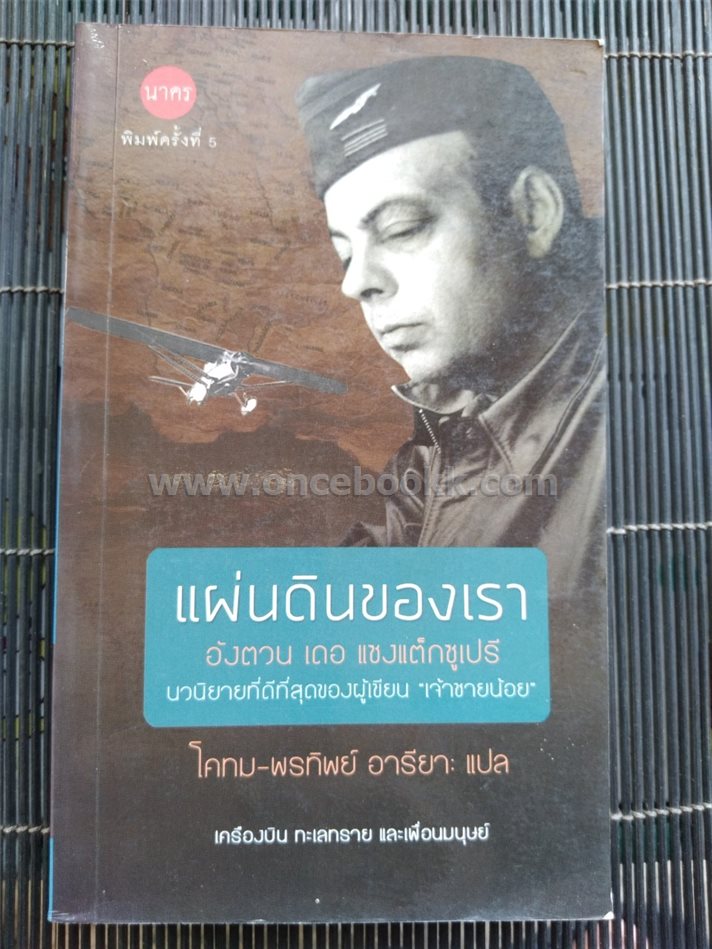 นาคร
พิมพ์ครั้งที่ 5
www.oncebookk.com
แผ่นดินของเรา
อังตวน เดอ แซงแต็กซูเปรี
นวนิยายที่ดีที่สุดของผู้เขียน "เจ้าชายน้อย"
โคทม-พรทิพย์ อารียา: แปล
เครื่องบิน ทะเลทราย และเพื่อนมนุษย์